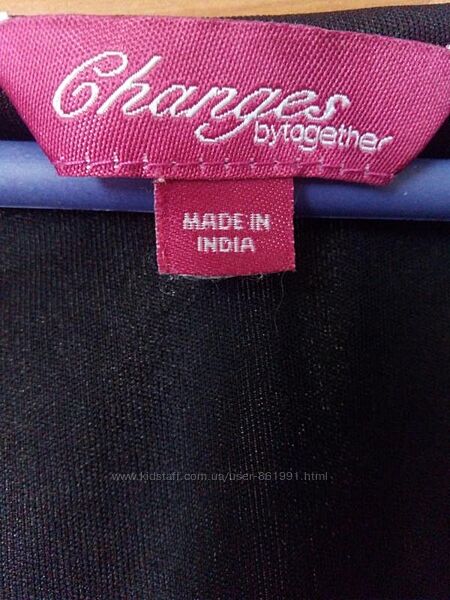 Changes
bytogether
MADE IN
INDIA
www.kidstaff.com.ua/user-861991.html